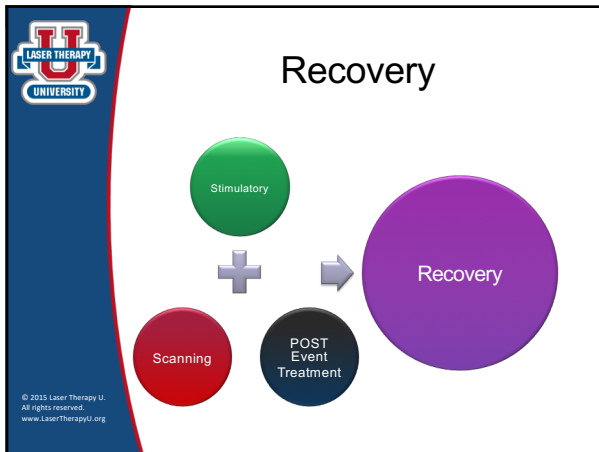 LASER THERAPY
U
UNIVERSITY
Recovery
Stimulatory
Scanning
POST
Event
Treatment
Recovery
© 2015 Laser Therapy U.
All rights reserved.
www.LaserTherapyU.org